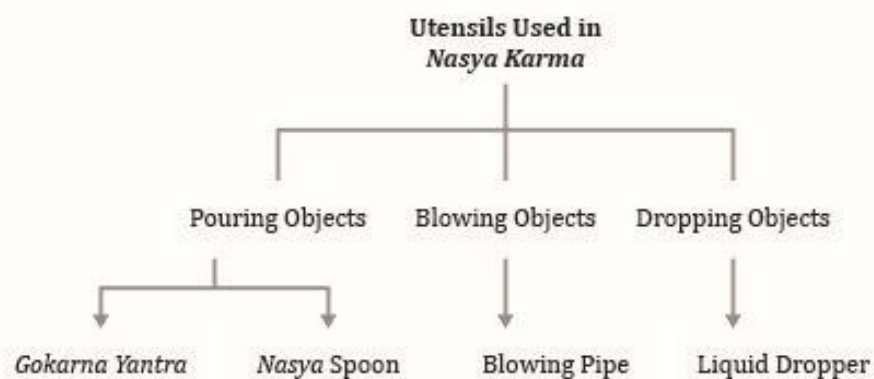 Utensils Used in
Nasya Karma
Pouring Objects
Blowing Objects
Dropping Objects
Gokarna Yantra
Nasya Spoon
Blowing Pipe
Liquid Dropper